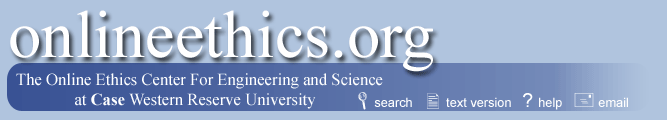 onlineethics.org
The Online Ethics Center For Engineering and Science
at Case Western Reserve University
search text version ? help email